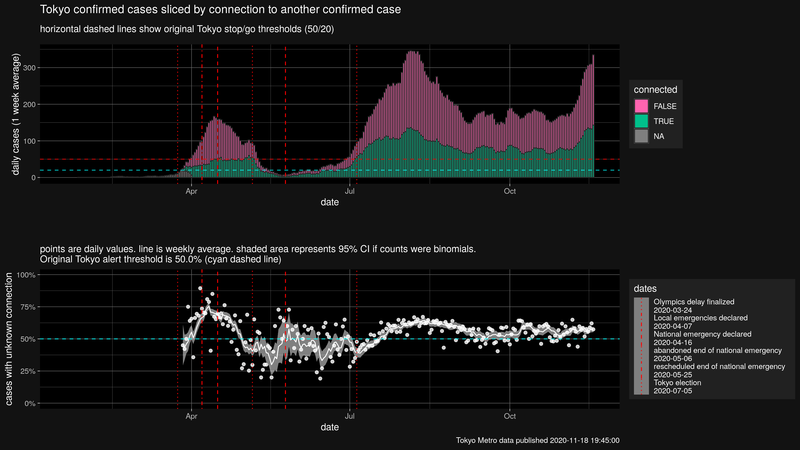 Tokyo confirmed cases sliced by connection to another confirmed case
horizontal dashed lines show original Tokyo stop/go thresholds (50/20)
daily cases (1 week average)
300
200
100
0
Apr
Jul
Oct
date
connected
FALSE
TRUE
NA
points are daily values. line is weekly average. shaded area represents 95% CI if counts were binomials.
Original Tokyo alert threshold is 50.0% (cyan dashed line)
cases with unknown connection
100%
75%
50%
25%
0%
Apr
Jul
Oct
date
dates
Olympics delay finalized
2020-03-24
Local emergencies declared
2020-04-07
National emergency declared
2020-04-16
abandoned end of national emergency
2020-05-06
rescheduled end of national emergency
2020-05-25
Tokyo election
2020-07-05
Tokyo Metro data published 2020-11-18 19:45:00